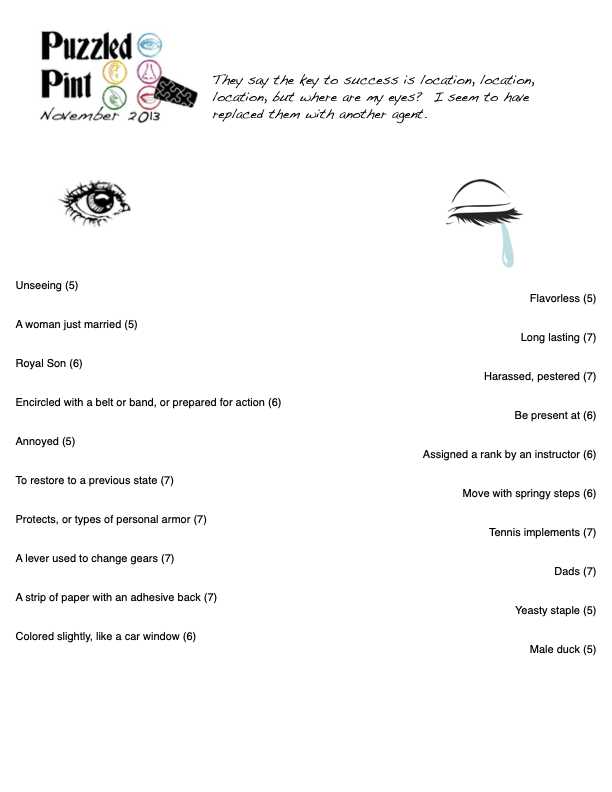 Puzzled
Pint
November 2013
They say the key to success is location, location,
location, but where are my eyes? I seem to have
replaced them with another agent.
Unseeing (5)
Flavorless (5)
A woman just married (5)
Long lasting (7)
Royal Son (6)
Harassed, pestered (7)
Encircled with a belt or band, or prepared for action (6)
Be present at (6)
Annoyed (5)
Assigned a rank by an instructor (6)
To restore to a previous state (7)
Move with springy steps (6)
Protects, or types of personal armor (7)
Tennis implements (7)
A lever used to change gears (7)
Dads (7)
A strip of paper with an adhesive back (7)
Yeasty staple (5)
Colored slightly, like a car window (6)
Male duck (5)